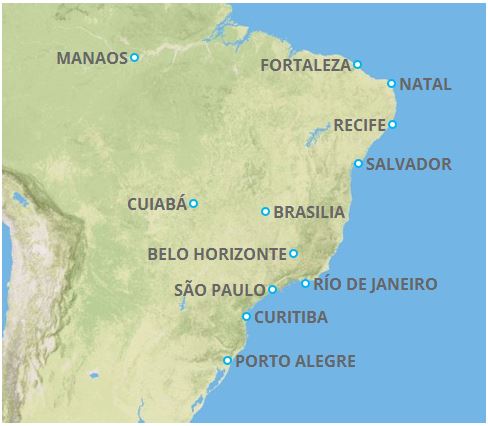 MANAOS
FORTALEZA
NATAL
RECIFE
SALVADOR
CUIABÁ
BRASILIA
BELO HORIZONTE
SÃO PAULO
RÍO DE JANEIRO
CURITIBA
PORTO ALEGRE